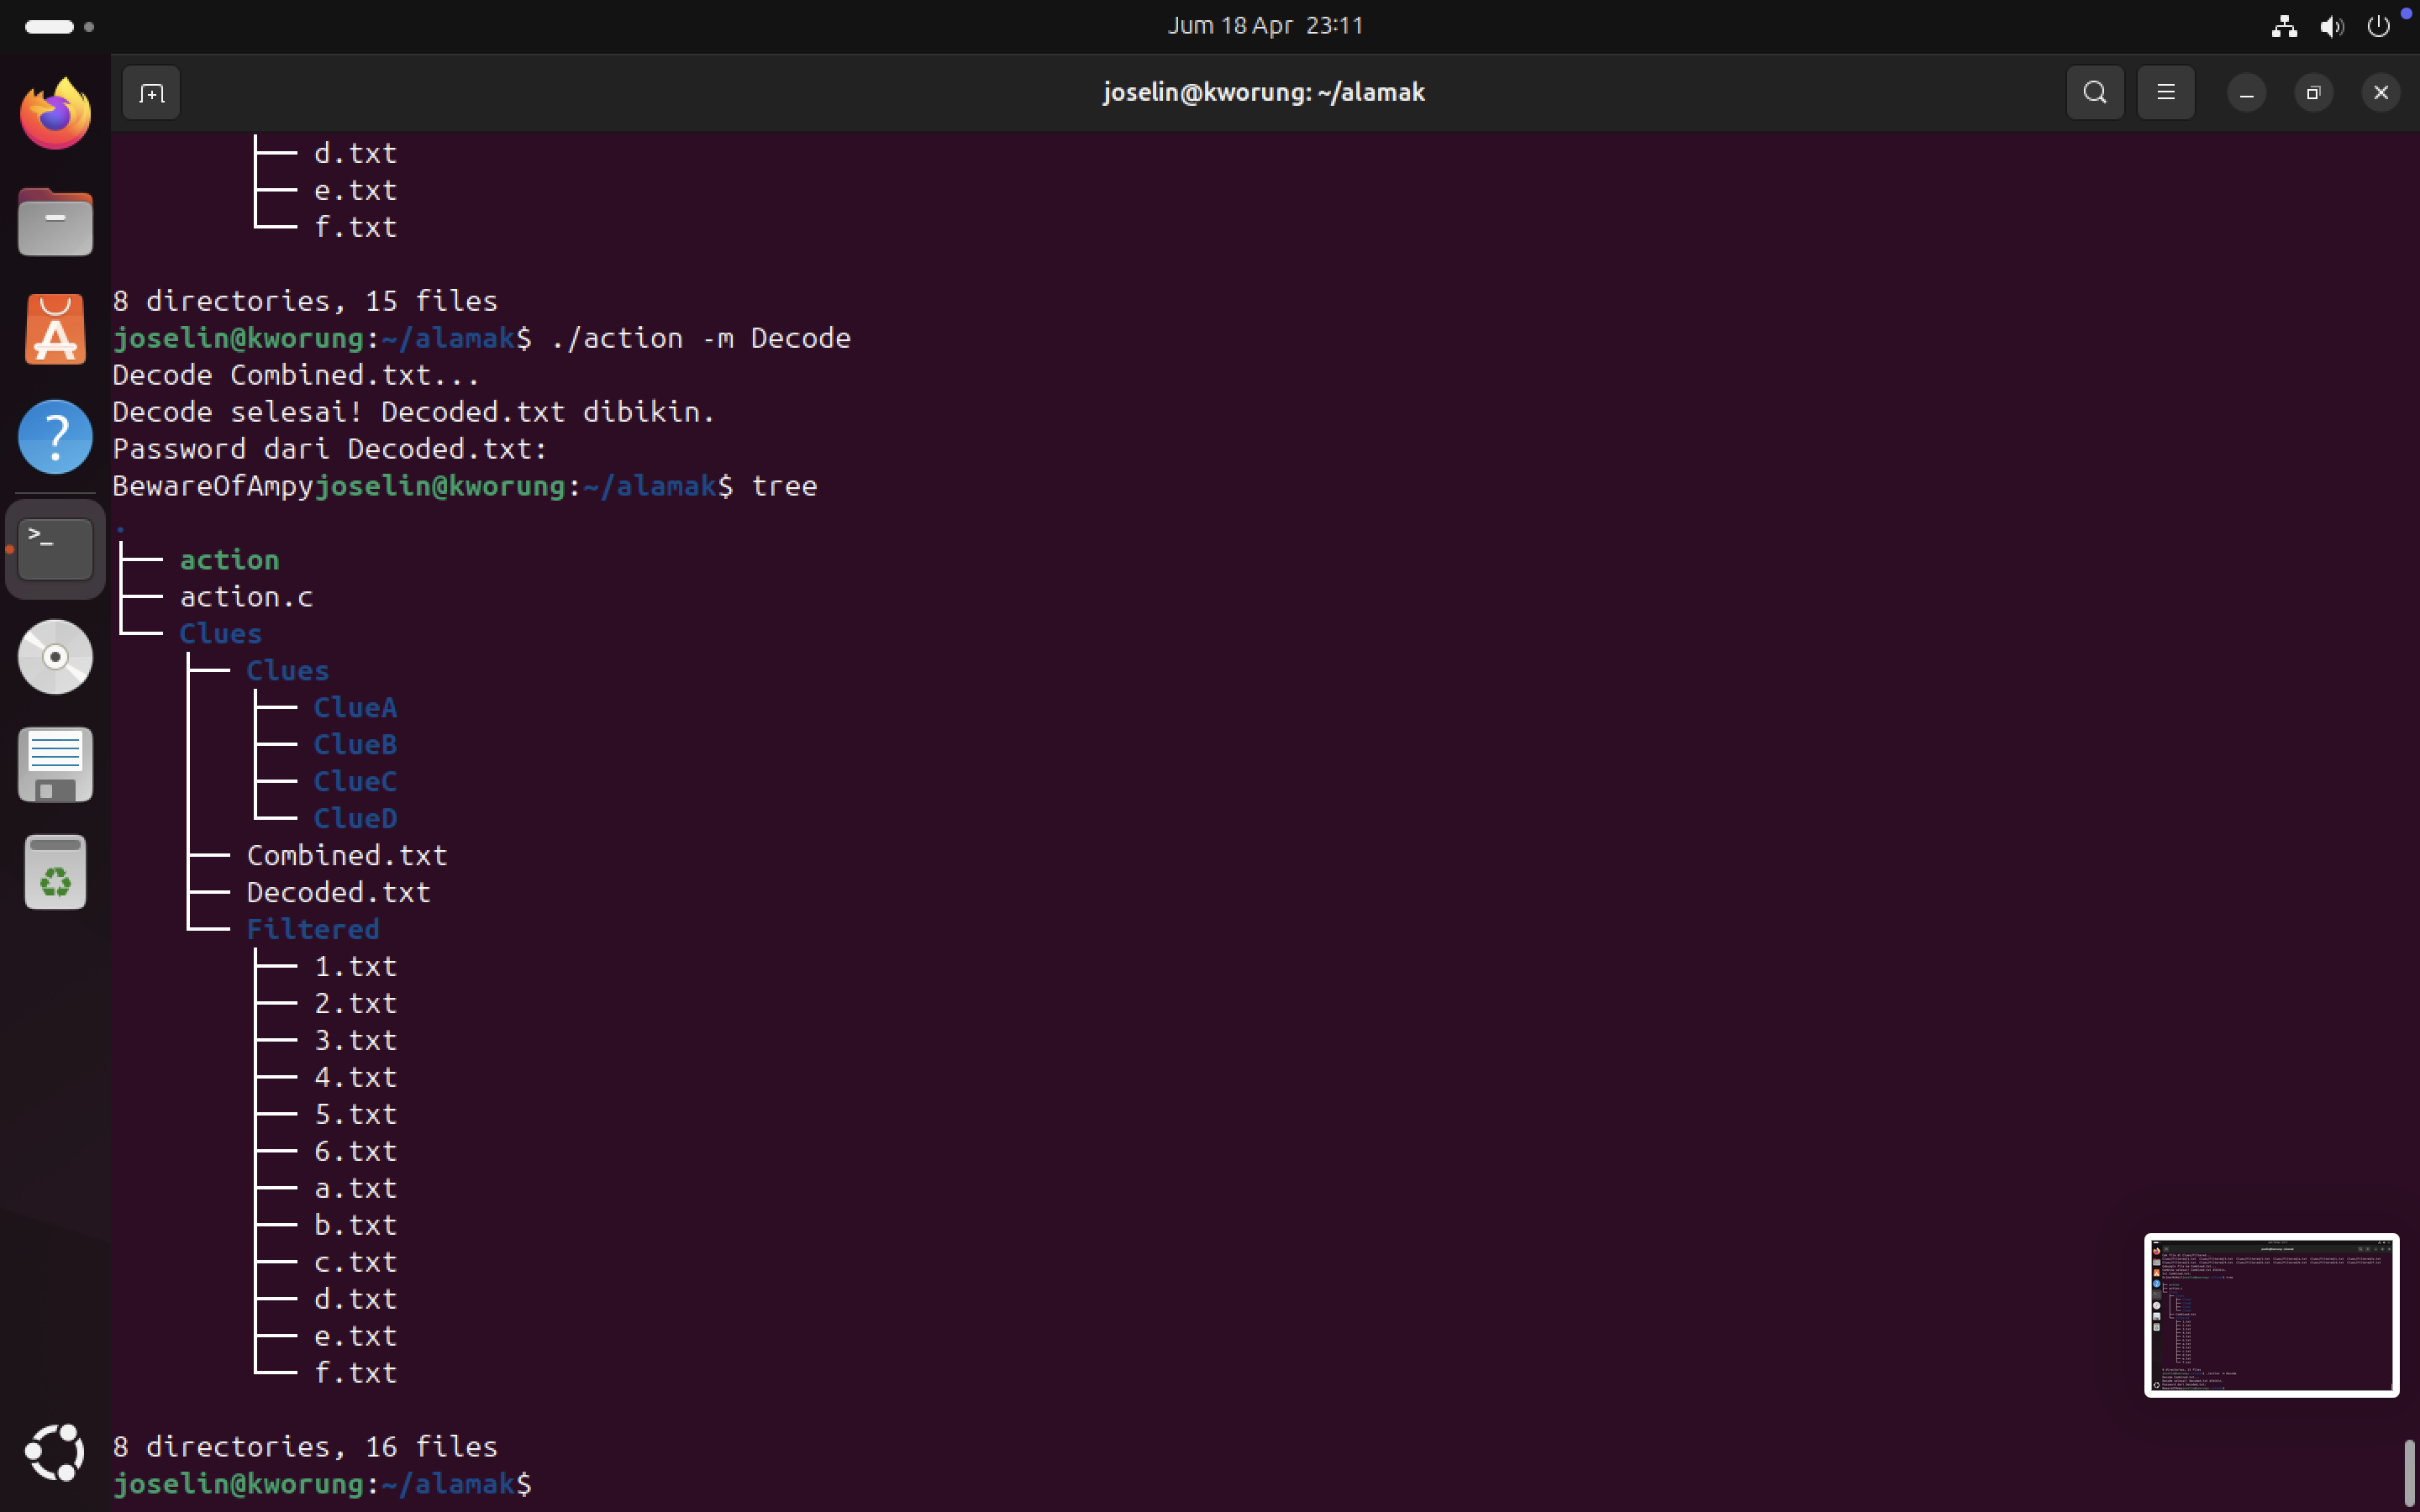 Jum 18 Apr 23:11
joselin@kworung: ~/alamak
├── d.txt
├── e.txt
└── f.txt
8 directories, 15 files
joselin@kworung:~/alamak$ ./action -m Decode
Decode Combined.txt...
Decode selesai! Decoded.txt dibikin.
Password dari Decoded.txt:
BewareOfAmpyjoselin@kworung:~/alamak$ tree
.
├── action
├── action.c
└── Clues
├── Clues
│   ├── ClueA
│   ├── ClueB
│   ├── ClueC
│   └── ClueD
├── Combined.txt
├── Decoded.txt
└── Filtered
├── 1.txt
├── 2.txt
├── 3.txt
├── 4.txt
├── 5.txt
├── 6.txt
├── a.txt
├── b.txt
├── c.txt
├── d.txt
├── e.txt
└── f.txt
8 directories, 16 files
joselin@kworung:~/alamak$